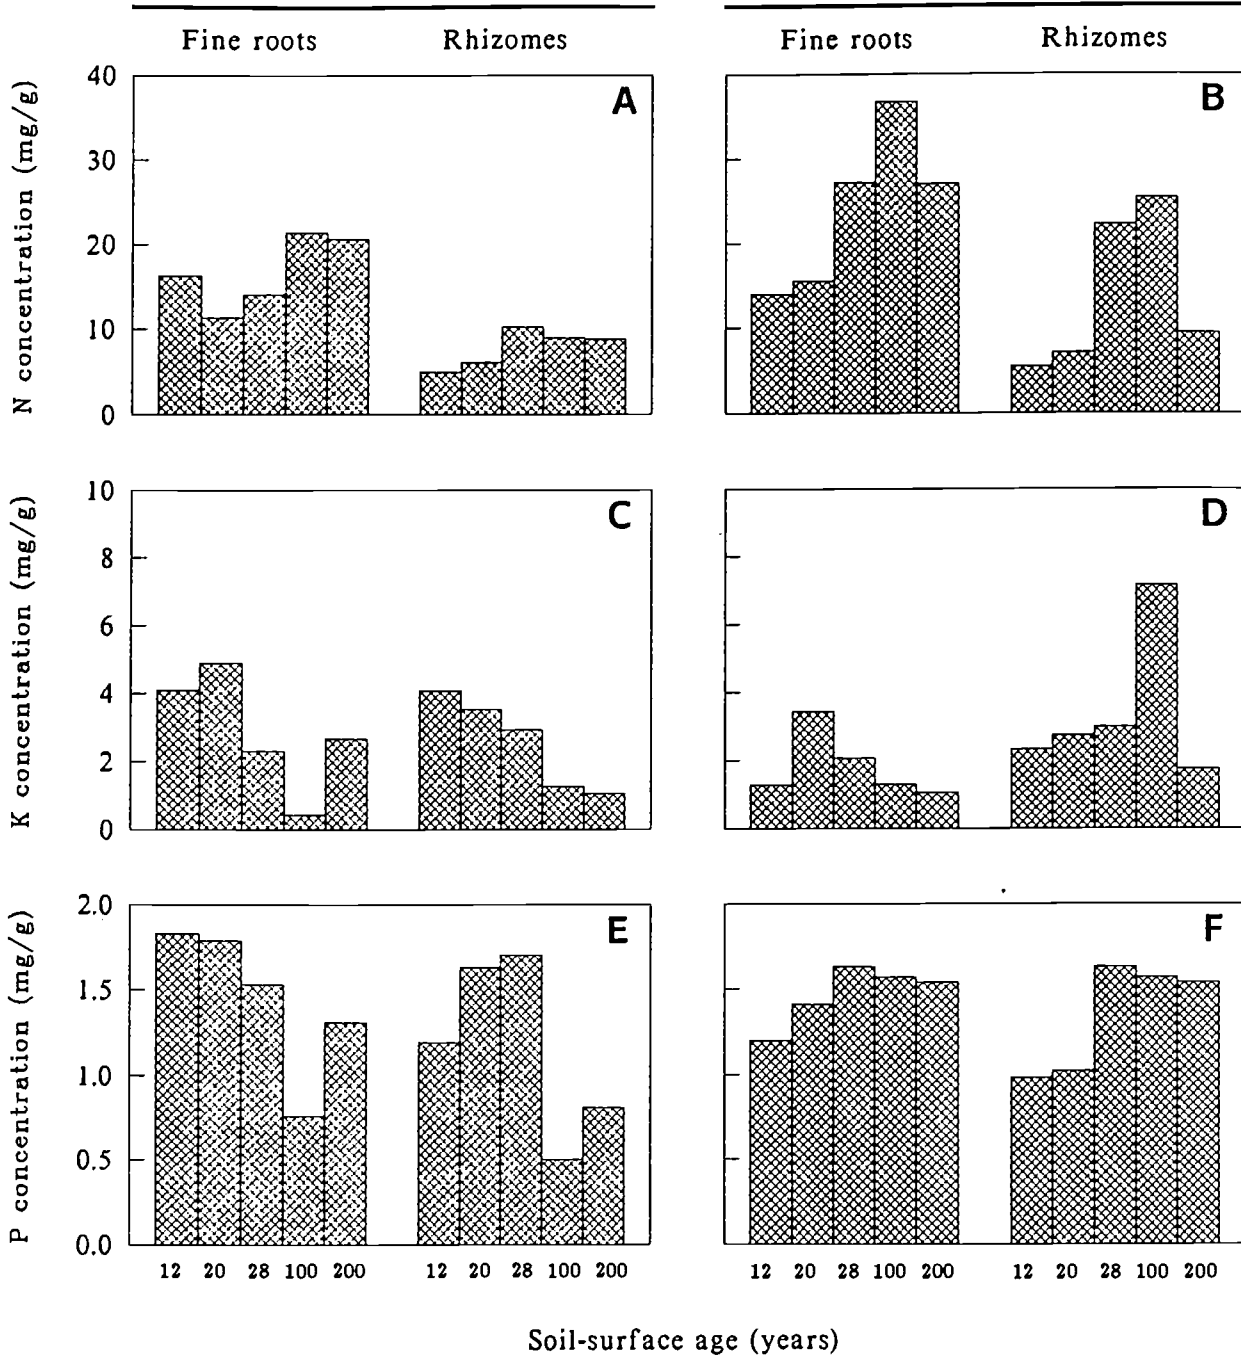 Fine roots Rhizomes Fine roots Rhizomes
N concentration (mg/g)
40
30
20
10
0
A
B
K concentration (mg/g)
10
8
6
4
2
0
C
D
P concentration (mg/g)
2.0
1.5
1.0
0.5
0.0
E
F
12 20 28 100 200 12 20 28 100 200 12 20 28 100 200 12 20 28 100 200
Soil-surface age (years)